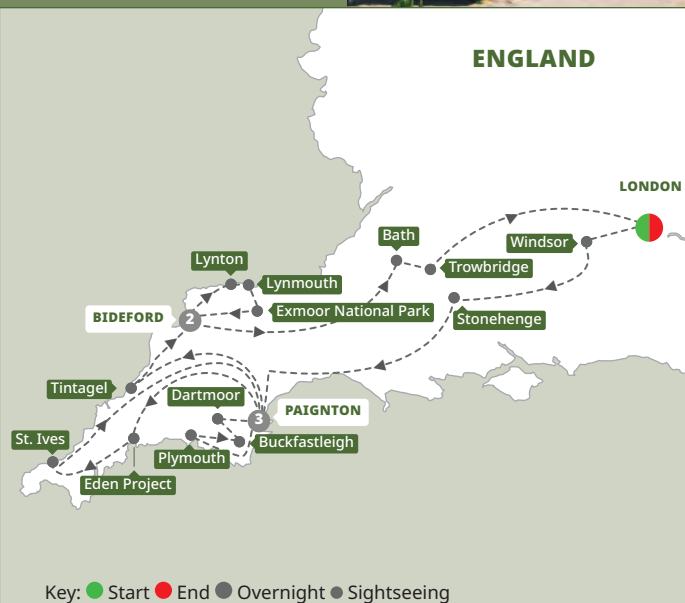 ENGLAND
LONDON
Bath
Windsor
Trowbridge
Lynton
Lynmouth
Exmoor National Park
BIDEFORD
2
Stonehenge
Tintagel
Dartmoor
3
PAIGNTON
St. Ives
Buckfastleigh
Plymouth
Eden Project
Key: Start End Overnight Sightseeing